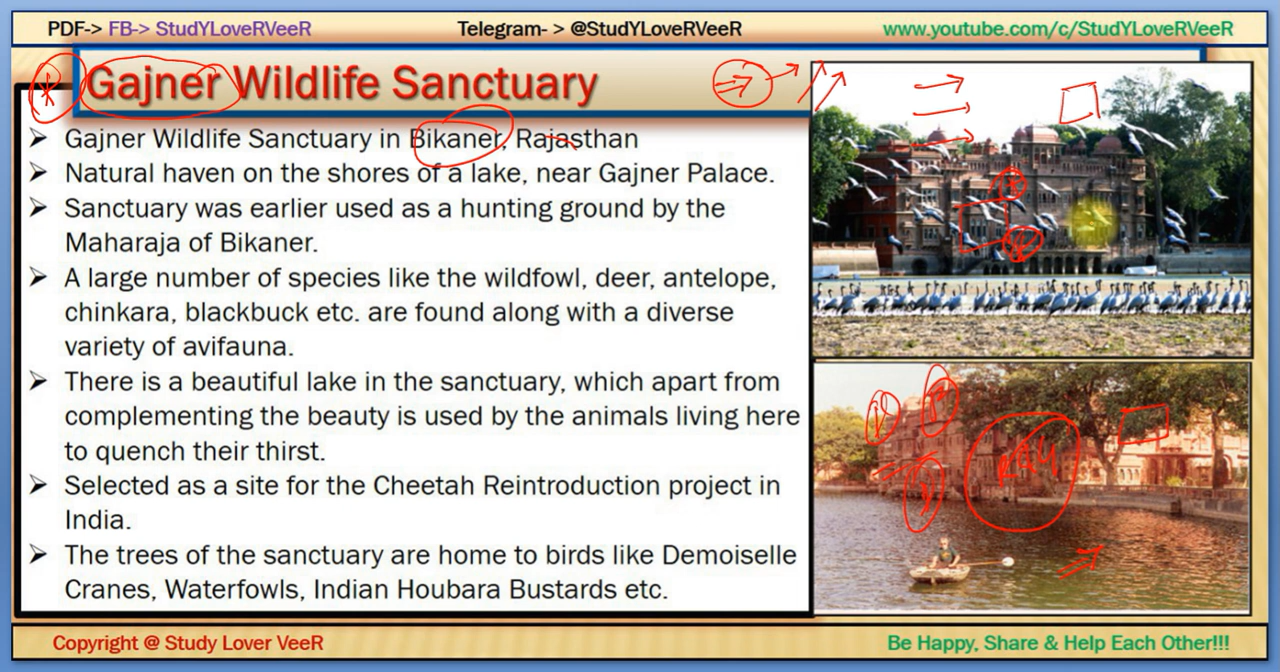 PDF-> FB-> StudYLoveRVeeR Telegram- > @StudYLoveRVeeR www.youtube.com/c/StudYLoveRVeeR
Gajner Wildlife Sanctuary
➤ Gajner Wildlife Sanctuary in Bikaner, Rajasthan
➤ Natural haven on the shores of a lake, near Gajner Palace.
➤ Sanctuary was earlier used as a hunting ground by the
Maharaja of Bikaner.
➤ A large number of species like the wildfowl, deer, antelope,
chinkara, blackbuck etc. are found along with a diverse
variety of avifauna.
➤ There is a beautiful lake in the sanctuary, which apart from
complementing the beauty is used by the animals living here
to quench their thirst.
➤ Selected as a site for the Cheetah Reintroduction project in
India.
➤ The trees of the sanctuary are home to birds like Demoiselle
Cranes, Waterfowls, Indian Houbara Bustards etc.
Copyright @ Study Lover VeeR Be Happy, Share & Help Each Other!!!